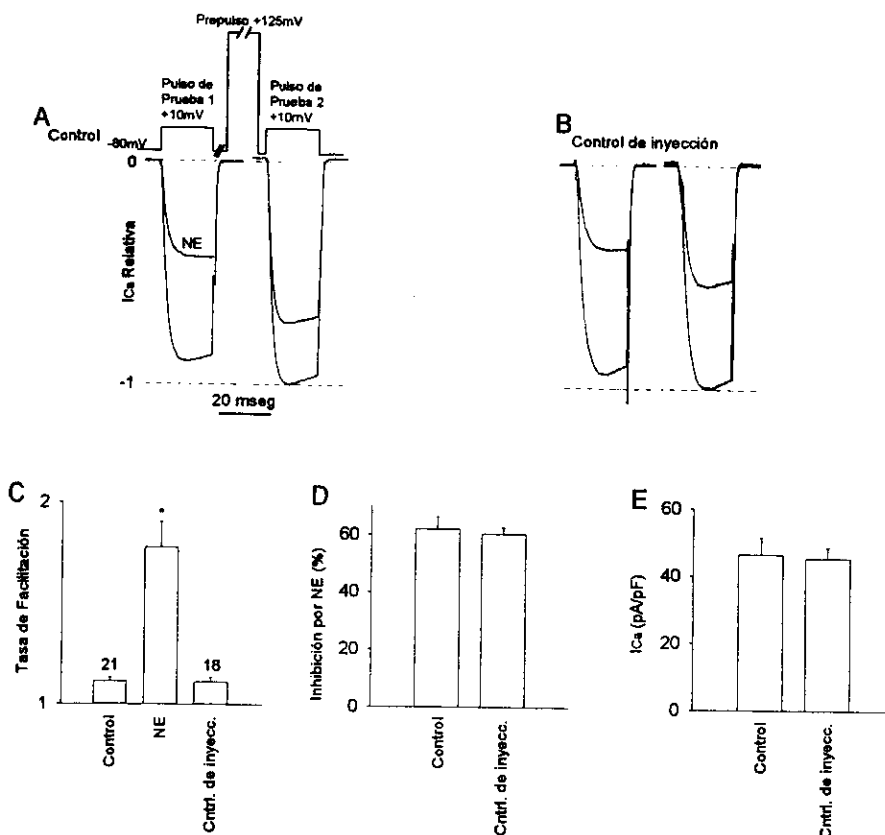 Prepulso +125mV
A
Control
Pulso de
Prueba 1
+10mV
Pulso de
Prueba 2
+10mV
-80mV
0
NE
ICa Relativa
-1
20 mseg
B
Control de inyección
C
2
Tasa de Facilitación
1
21
18
*
Control
NE
Cntrl. de inyecc.
D
Inhibición por NE (%)
60
40
20
0
Control
Cntrl. de inyecc.
E
ICa (pA/pF)
60
40
20
0
Control
Cntrl. de inyecc.